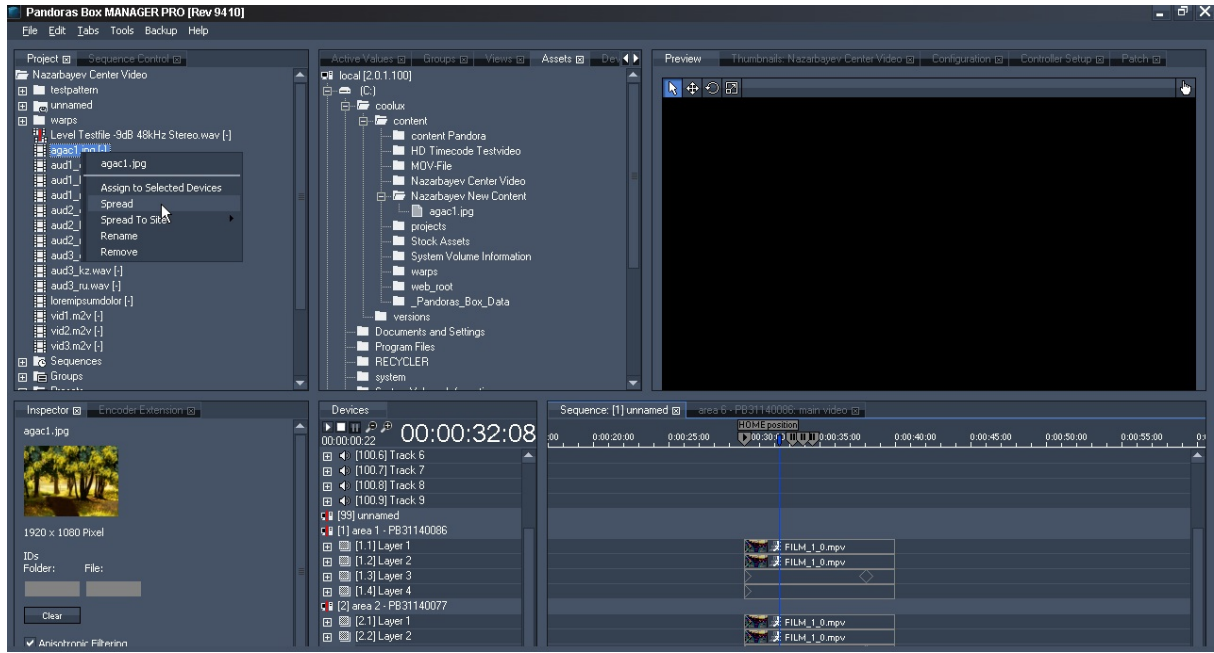 Pandoras Box MANAGER PRO [Rev 9410]
File Edit Tabs Tools Backup Help
Project Sequence Control
Nazarbayev Center Video
testpattern
unnamed
warps
Level Testfile -9dB 48kHz Stereo.wav [-]
agac1.jpg [-]
aud1_
aud1_
aud1_
aud2_
aud2_
aud2_
aud3_
aud3_kz.wav [-]
aud3_ru.wav [-]
loremipsumdolor [-]
vid1.m2v [-]
vid2.m2v [-]
vid3.m2v [-]
Sequences
Groups
agac1.jpg
Assign to Selected Devices
Spread
Spread To Site
Rename
Remove
Active Values Groups Views Assets Dev
local [2.0.1.100]
(C:)
coolux
content
content Pandora
HD Timecode Testvideo
MOV-File
Nazarbayev Center Video
Nazarbayev New Content
agac1.jpg
projects
Stock Assets
System Volume Information
warps
web_root
_Pandoras_Box_Data
versions
Documents and Settings
Program Files
RECYCLER
system
Preview Thumbnails: Nazarbayev Center Video Configuration Controller Setup Patch
Inspector Encoder Extension
agac1.jpg
1920 x 1080 Pixel
IDs
Folder: File:
Clear
Anisotropic Filtering
Devices
00:00:00:22 00:00:32:08
[100.6] Track 6
[100.7] Track 7
[100.8] Track 8
[100.9] Track 9
[99] unnamed
[1] area 1 - PB31140086
[1.1] Layer 1
[1.2] Layer 2
[1.3] Layer 3
[1.4] Layer 4
[2] area 2 - PB31140077
[2.1] Layer 1
[2.2] Layer 2
Sequence: [1] unnamed area 6 - PB31140086: main video
HOME position
:00 0:00:20:00 0:00:25:00 0:00:35:00 0:00:40:00 0:00:45:00 0:00:50:00 0:00:55:00
FILM_1_0.mpv
FILM_1_0.mpv
FILM_1_0.mpv
FILM_1_0.mpv